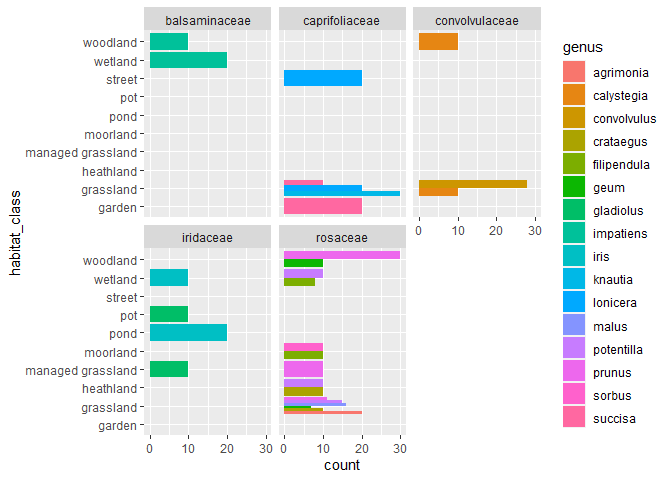 balsaminaceae caprifoliaceae convolvulaceae
woodland
wetland
street
pot
pond
moorland
managed grassland
heathland
grassland
garden
0 10 20 30
iridaceae rosaceae
woodland
wetland
street
pot
pond
moorland
managed grassland
heathland
grassland
garden
0 10 20 30 0 10 20 30
count
habitat_class
genus
agrimonia
calystegia
convolvulus
crataegus
filipendula
geum
gladiolus
impatiens
iris
knautia
lonicera
malus
potentilla
prunus
sorbus
succisa